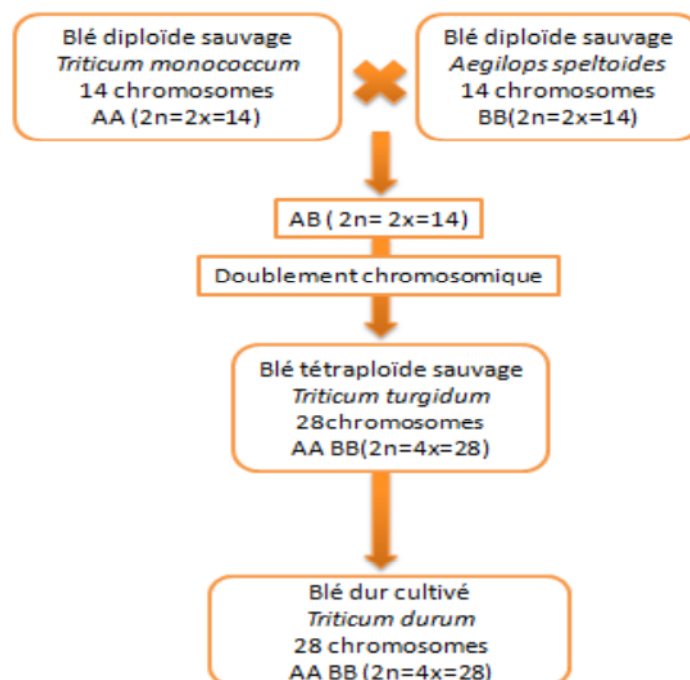 Blé diploïde sauvage
Triticum monococcum
14 chromosomes
AA (2n=2x=14)
Blé diploïde sauvage
Aegilops speltoides
14 chromosomes
BB(2n=2x=14)
AB ( 2n= 2x=14)
Doublement chromosomique
Blé tétraploïde sauvage
Triticum turgidum
28chromosomes
AA BB(2n=4x=28)
Blé dur cultivé
Triticum durum
28 chromosomes
AA BB (2n=4x=28)